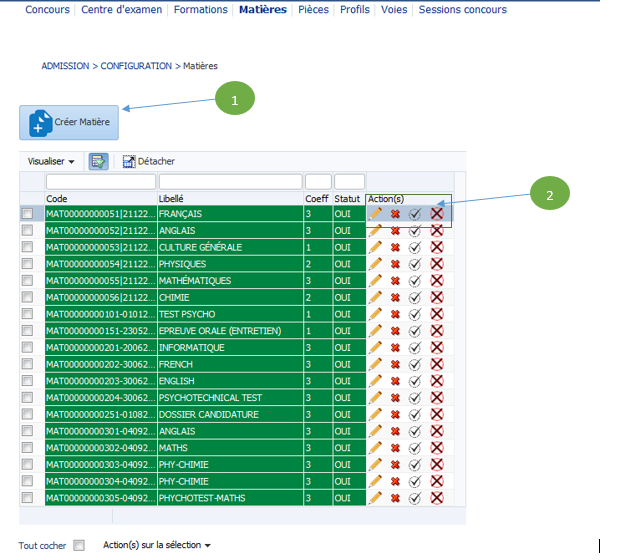 Concours Centre d'examen Formations Matières Pièces Profils Voies Sessions concours
ADMISSION > CONFIGURATION > Matières
1
Créer Matière
Visualiser Détacher
2
Code Libellé Coeff Statut Action(s)
MAT00000000051|21122... FRANÇAIS 3 OUI
MAT00000000052|21122... ANGLAIS 3 OUI
MAT00000000053|21122... CULTURE GÉNÉRALE 1 OUI
MAT00000000054|21122... PHYSIQUES 2 OUI
MAT00000000055|21122... MATHÉMATIQUES 3 OUI
MAT00000000056|21122... CHIMIE 2 OUI
MAT00000000101-01012... TEST PSYCHO 1 OUI
MAT00000000151-23052... EPREUVE ORALE (ENTRETIEN) 1 OUI
MAT00000000201-20062... INFORMATIQUE 3 OUI
MAT00000000202-30062... FRENCH 3 OUI
MAT00000000203-30062... ENGLISH 3 OUI
MAT00000000204-30062... PSYCHOTECHNICAL TEST 3 OUI
MAT00000000251-01082... DOSSIER CANDIDATURE 3 OUI
MAT00000000301-04092... ANGLAIS 3 OUI
MAT00000000302-04092... MATHS 3 OUI
MAT00000000303-04092... PHY-CHIMIE 3 OUI
MAT00000000304-04092... PHY-CHIMIE 3 OUI
MAT00000000305-04092... PHYCHOTEST-MATHS 3 OUI
Tout cocher Action(s) sur la sélection